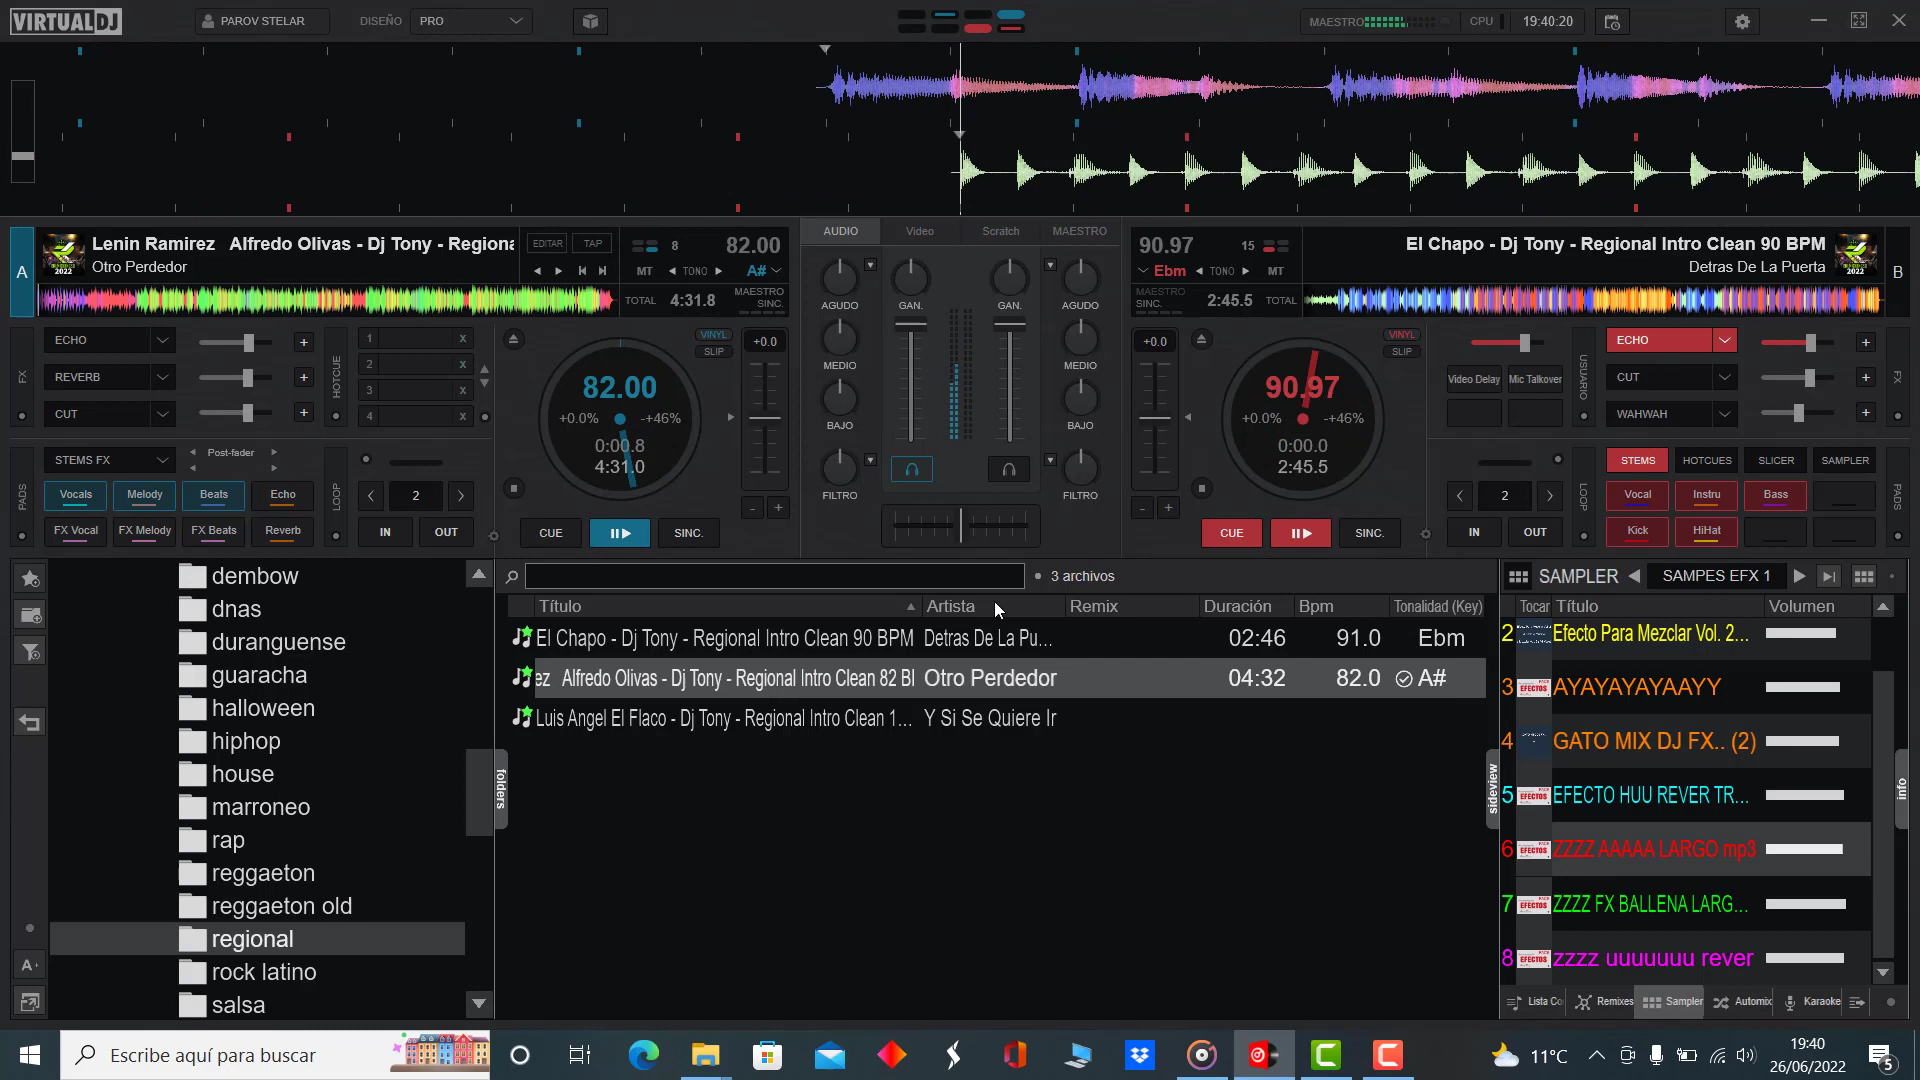 VIRTUALDJ
PAROV STELAR
DISEÑO
PRO
MAESTRO
CPU
19:40:20
A
Lenin Ramirez Alfredo Olivas - Dj Tony - Regiona
Otro Perdedor
EDITAR
TAP
8
82.00
MT
TONO
A#
TOTAL 4:31.8
MAESTRO
SINC.
AUDIO
Video
Scratch
MAESTRO
90.97
15
Ebm
TONO
MT
MAESTRO
SINC.
2:45.5 TOTAL
El Chapo - Dj Tony - Regional Intro Clean 90 BPM
Detras De La Puerta
B
AGUDO
GAN.
GAN.
AGUDO
MEDIO
MEDIO
BAJO
BAJO
FILTRO
FILTRO
FX
ECHO
REVERB
CUT
+
+
+
HOTCUE
1 x
2 x
3 x
4 x
VINYL
SLIP
+0.0
82.00
+0.0% -+46%
0:00.8
4:31.0
+0.0
VINYL
SLIP
90.97
+0.0% -+46%
0:00.0
2:45.5
USUARIO
Video Delay
Mic Talkover
ECHO
CUT
WAHWAH
+
+
+
FX
PADS
STEMS FX
Post-fader
Vocals
Melody
Beats
Echo
FX Vocal
FX Melody
FX Beats
Reverb
LOOP
2
IN
OUT
- +
CUE
SINC.
- +
CUE
SINC.
2
IN
OUT
LOOP
STEMS
HOTCUES
SLICER
SAMPLER
Vocal
Instru
Bass
Kick
HiHat
PADS
dembow
dnas
duranguense
guaracha
halloween
hiphop
house
marroneo
rap
reggaeton
reggaeton old
regional
rock latino
salsa
A+
folders
3 archivos
Título
Artista
Remix
Duración
Bpm
Tonalidad (Key)
El Chapo - Dj Tony - Regional Intro Clean 90 BPM Detras De La Pu... 02:46 91.0 Ebm
ez Alfredo Olivas - Dj Tony - Regional Intro Clean 82 BI Otro Perdedor 04:32 82.0 A#
Luis Angel El Flaco - Dj Tony - Regional Intro Clean 1... Y Si Se Quiere Ir
sideview
SAMPLER
SAMPES EFX 1
Tocar
Título
Volumen
2 Efecto Para Mezclar Vol. 2...
3 EFECTOS AYAYAYAYAAYY
4 GATO MIX DJ FX.. (2)
5 EFECTOS EFECTO HUU REVER TR...
6 EFECTOS ZZZZ AAAAA LARGO mp3
7 EFECTOS ZZZZ FX BALLENA LARG...
8 EFECTOS zzzz uuuuuuu rever
info
Lista Co
Remixes
Sampler
Automix
Karaoke
Escribe aquí para buscar
11°C
19:40
26/06/2022
5